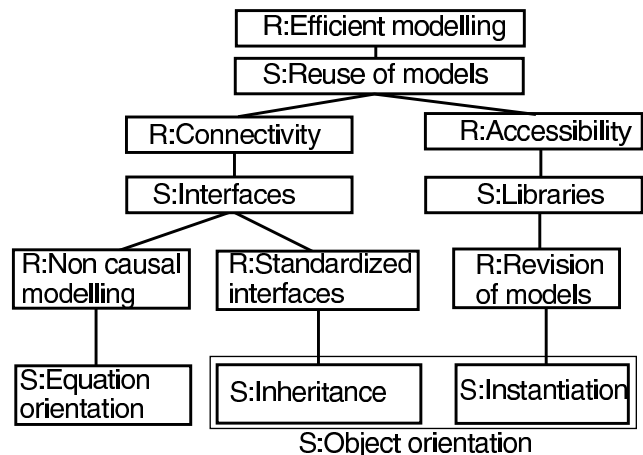 R:Efficient modelling
S:Reuse of models
R:Connectivity
R:Accessibility
S:Interfaces
S:Libraries
R:Non causal
modelling
R:Standardized
interfaces
R:Revision
of models
S:Equation
orientation
S:Inheritance
S:Instantiation
S:Object orientation